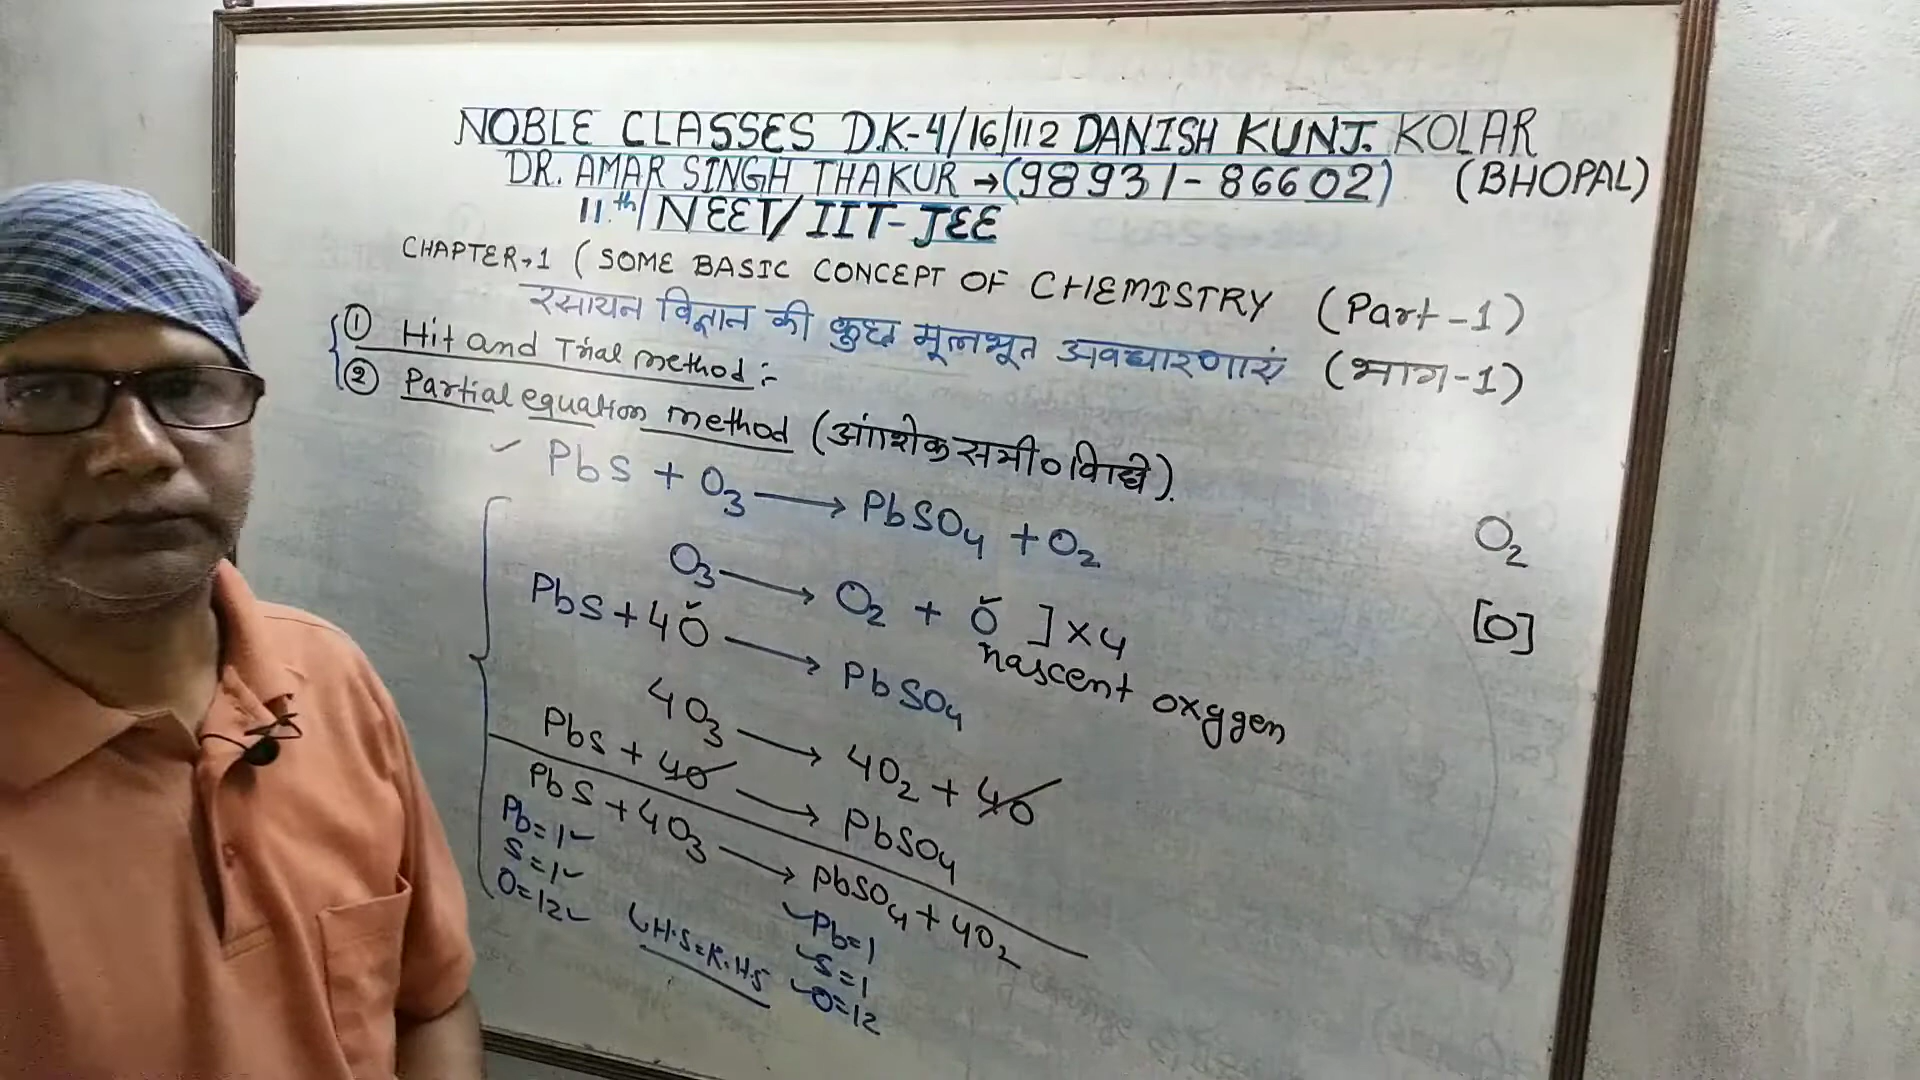 NOBLE CLASSES D.K-4/16/112 DANISH KUNJ. KOLAR
DR. AMAR SINGH THAKUR → (98931-86602) (BHOPAL)
11th/NEET/IIT-JEE
CHAPTER→1 (SOME BASIC CONCEPT OF CHEMISTRY (Part-1)
रसायन विज्ञान की कुछ मूलभूत अवधारणाएं (भाग-1)
① Hit and Trial method :-
② Partial equation method (आंशिक समी० विधि).
PbS + O₃ ⟶ PbSO₄ + O₂
O₂
O₃ ⟶ O₂ + O ] × 4
[O]
nascent oxygen
PbS + 4O ⟶ PbSO₄
4O₃ ⟶ 4O₂ + 4O
PbS + 4O ⟶ PbSO₄
PbS + 4O₃ ⟶ PbSO₄ + 4O₂
Pb=1 ✓
S=1 ✓
O=12 ✓
L·H·S=R·H·S
✓ Pb=1
✓ S=1
✓ O=12